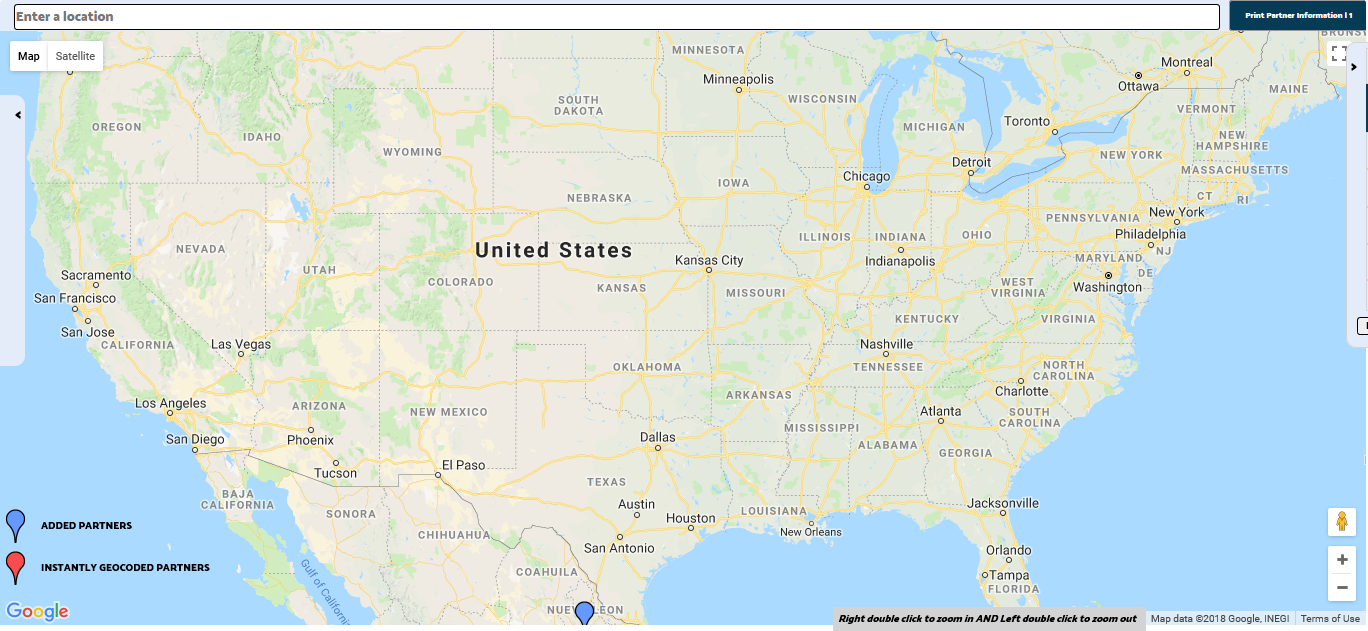 Enter a location
Print Partner Information | 1
Map
Satellite
MINNESOTA
Montreal
Ottawa
Minneapolis
WISCONSIN
SOUTH
DAKOTA
MAINE
VERMONT
OREGON
IDAHO
MICHIGAN
Toronto
NEW
HAMPSHIRE
WYOMING
Detroit
NEW YORK
MASSACHUSETTS
Chicago
IOWA
NEBRASKA
CT
RI
PENNSYLVANIA
New York
Philadelphia
ILLINOIS
INDIANA
OHIO
NEVADA
United States
Indianapolis
NJ
Kansas City
MARYLAND
UTAH
Sacramento
DE
COLORADO
KANSAS
MISSOURI
WEST
VIRGINIA
Washington
San Francisco
KENTUCKY
VIRGINIA
San Jose
CALIFORNIA
Las Vegas
Nashville
OKLAHOMA
TENNESSEE
NORTH
CAROLINA
ARKANSAS
Charlotte
Los Angeles
ARIZONA
NEW MEXICO
Atlanta
SOUTH
CAROLINA
MISSISSIPPI
San Diego
Phoenix
Dallas
ALABAMA
GEORGIA
Tucson
El Paso
TEXAS
BAJA
CALIFORNIA
SONORA
Austin
Houston
LOUISIANA
Jacksonville
ADDED PARTNERS
New Orleans
CHIHUAHUA
San Antonio
Orlando
INSTANTLY GEOCODED PARTNERS
COAHUILA
Tampa
FLORIDA
Gulf of California
Google
Right double click to zoom in AND Left double click to zoom out
Map data ©2018 Google, INEGI
Terms of Use